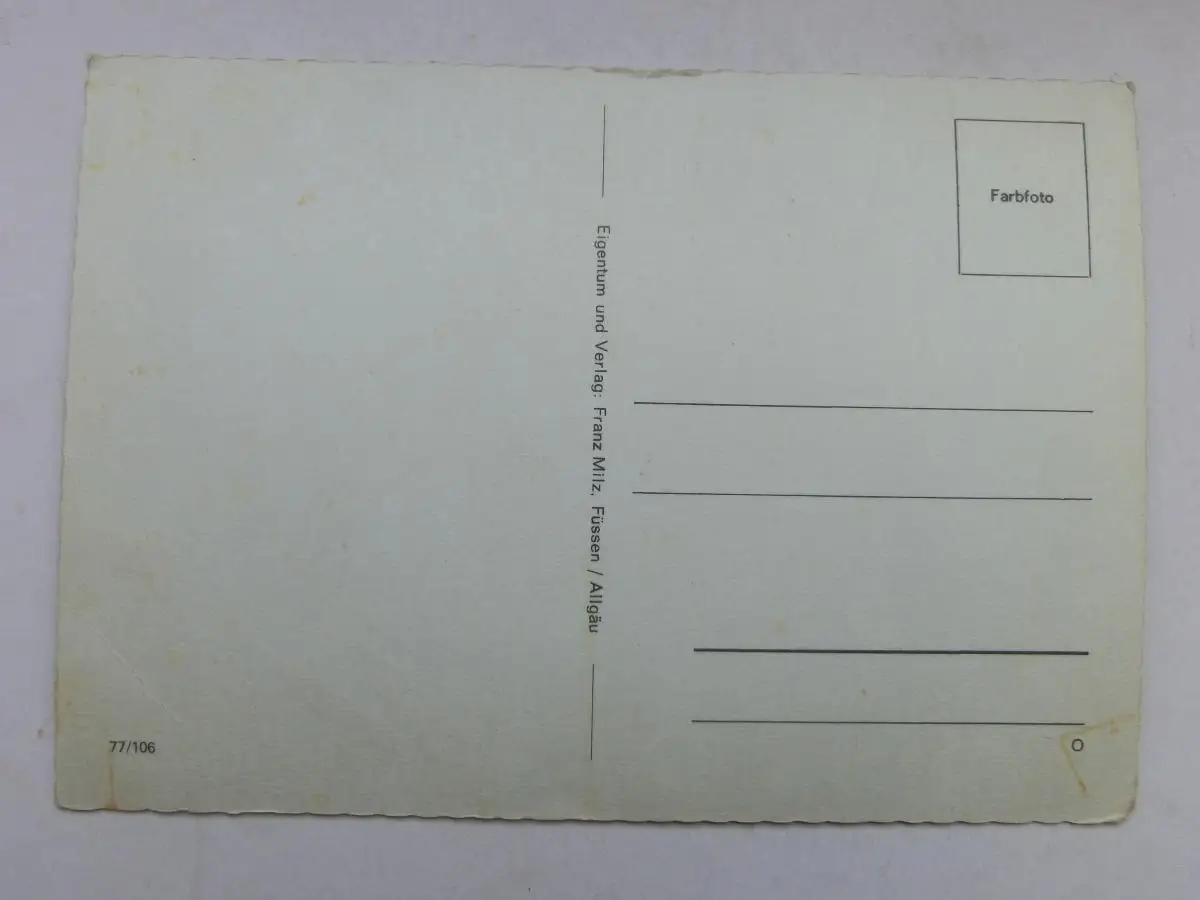 Farbfoto
Eigentum und Verlag: Franz Milz, Füssen / Allgäu
77/106
O